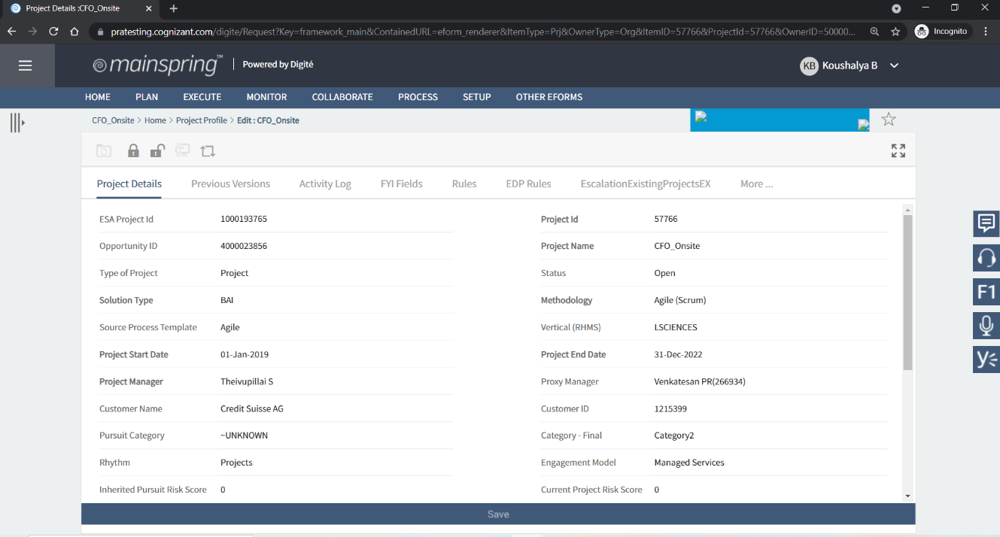 Project Details :CFO_Onsite
pratesting.cognizant.com/digite/Request?Key=framework_main&ContainedURL=eform_renderer&ItemType=Prj&OwnerType=Org&ItemID=57766&ProjectId=57766&OwnerID=50000...
Incognito
mainspring™ Powered by Digité
KB Koushalya B
HOME PLAN EXECUTE MONITOR COLLABORATE PROCESS SETUP OTHER EFORMS
CFO_Onsite > Home > Project Profile > Edit : CFO_Onsite
Project Details Previous Versions Activity Log FYI Fields Rules EDP Rules EscalationExistingProjectsEX More ...
ESA Project Id 1000193765 Project Id 57766
Opportunity ID 4000023856 Project Name CFO_Onsite
Type of Project Project Status Open
Solution Type BAI Methodology Agile (Scrum)
Source Process Template Agile Vertical (RHMS) LSCIENCES
Project Start Date 01-Jan-2019 Project End Date 31-Dec-2022
Project Manager Theivupillai S Proxy Manager Venkatesan PR(266934)
Customer Name Credit Suisse AG Customer ID 1215399
Pursuit Category ~UNKNOWN Category - Final Category2
Rhythm Projects Engagement Model Managed Services
Inherited Pursuit Risk Score 0 Current Project Risk Score 0
Save
F1